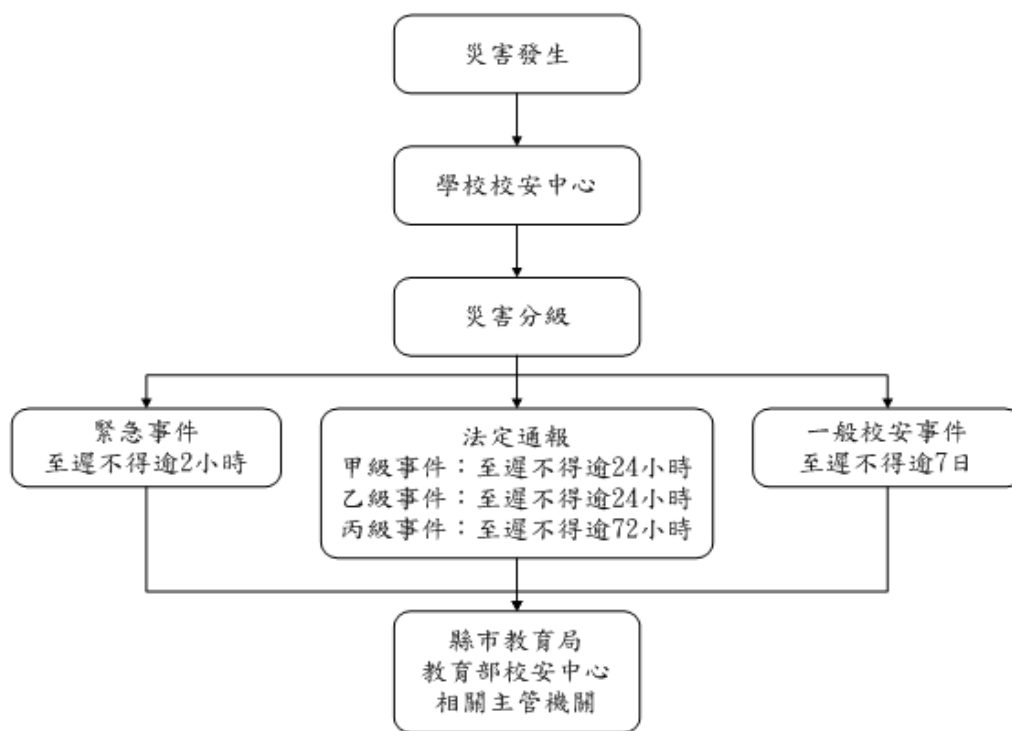 災害發生
學校校安中心
災害分級
緊急事件
至遲不得逾2小時
法定通報
甲級事件：至遲不得逾24小時
乙級事件：至遲不得逾24小時
丙級事件：至遲不得逾72小時
一般校安事件
至遲不得逾7日
縣市教育局
教育部校安中心
相關主管機關